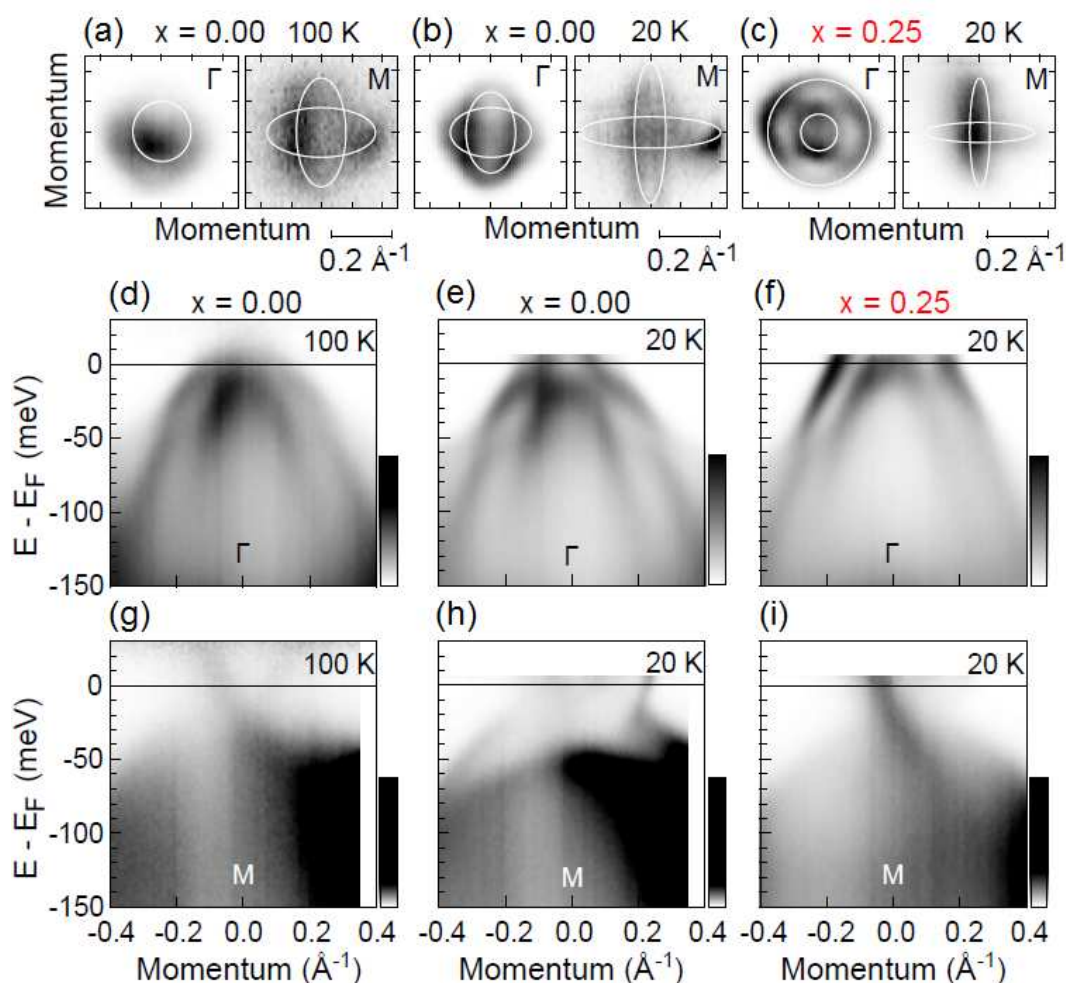 (a) x = 0.00 100 K (b) x = 0.00 20 K (c) x = 0.25 20 K
Γ M Γ M Γ M
Momentum
Momentum Momentum Momentum
0.2 Å-1 0.2 Å-1 0.2 Å-1
(d) x = 0.00 (e) x = 0.00 (f) x = 0.25
100 K 20 K 20 K
0
-50
-100
-150
E - EF (meV)
Γ Γ Γ
(g) (h) (i)
100 K 20 K 20 K
0
-50
-100
-150
E - EF (meV)
M M M
-0.4 -0.2 0.0 0.2 0.4 -0.4 -0.2 0.0 0.2 0.4 -0.4 -0.2 0.0 0.2 0.4
Momentum (Å-1) Momentum (Å-1) Momentum (Å-1)